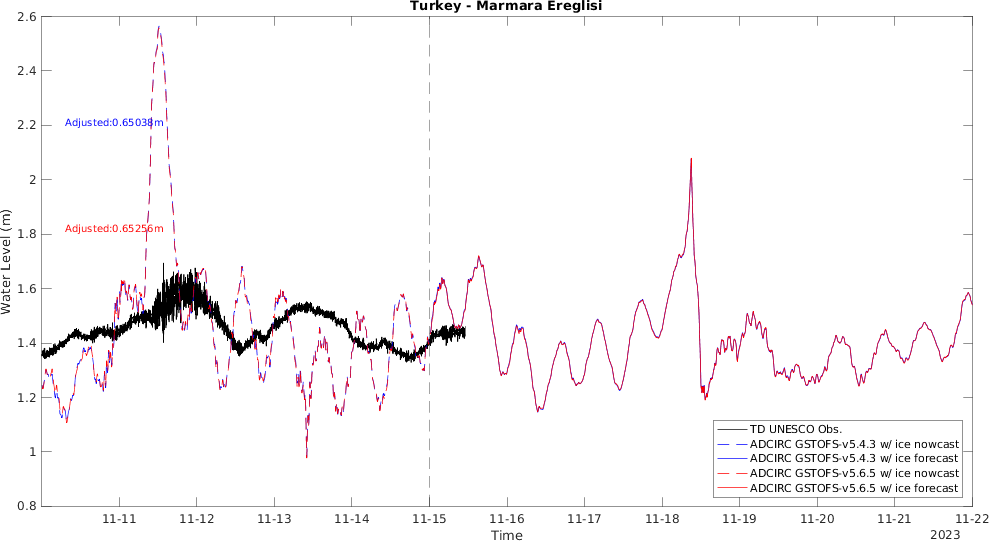 Turkey - Marmara Ereglisi
2.6
2.4
2.2
2
1.8
1.6
1.4
1.2
1
0.8
Water Level (m)
Adjusted:0.65038m
Adjusted:0.65256m
TD UNESCO Obs.
ADCIRC GSTOFS-v5.4.3 w/ ice nowcast
ADCIRC GSTOFS-v5.4.3 w/ ice forecast
ADCIRC GSTOFS-v5.6.5 w/ ice nowcast
ADCIRC GSTOFS-v5.6.5 w/ ice forecast
11-11 11-12 11-13 11-14 11-15 11-16 11-17 11-18 11-19 11-20 11-21 11-22
Time
2023